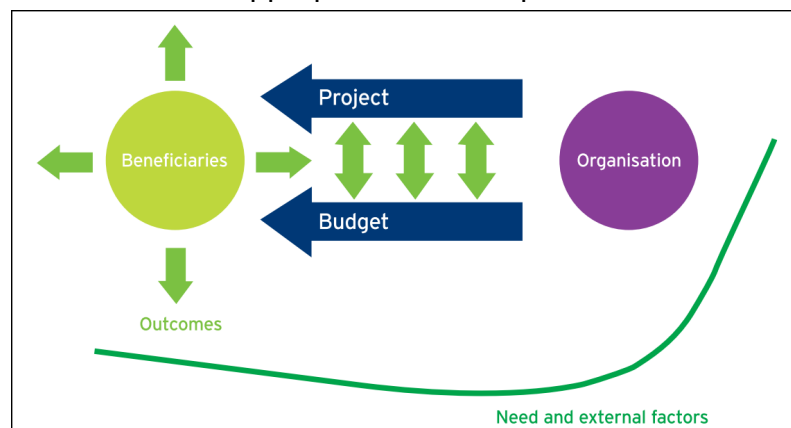 Project
Beneficiaries
Organisation
Budget
Outcomes
Need and external factors